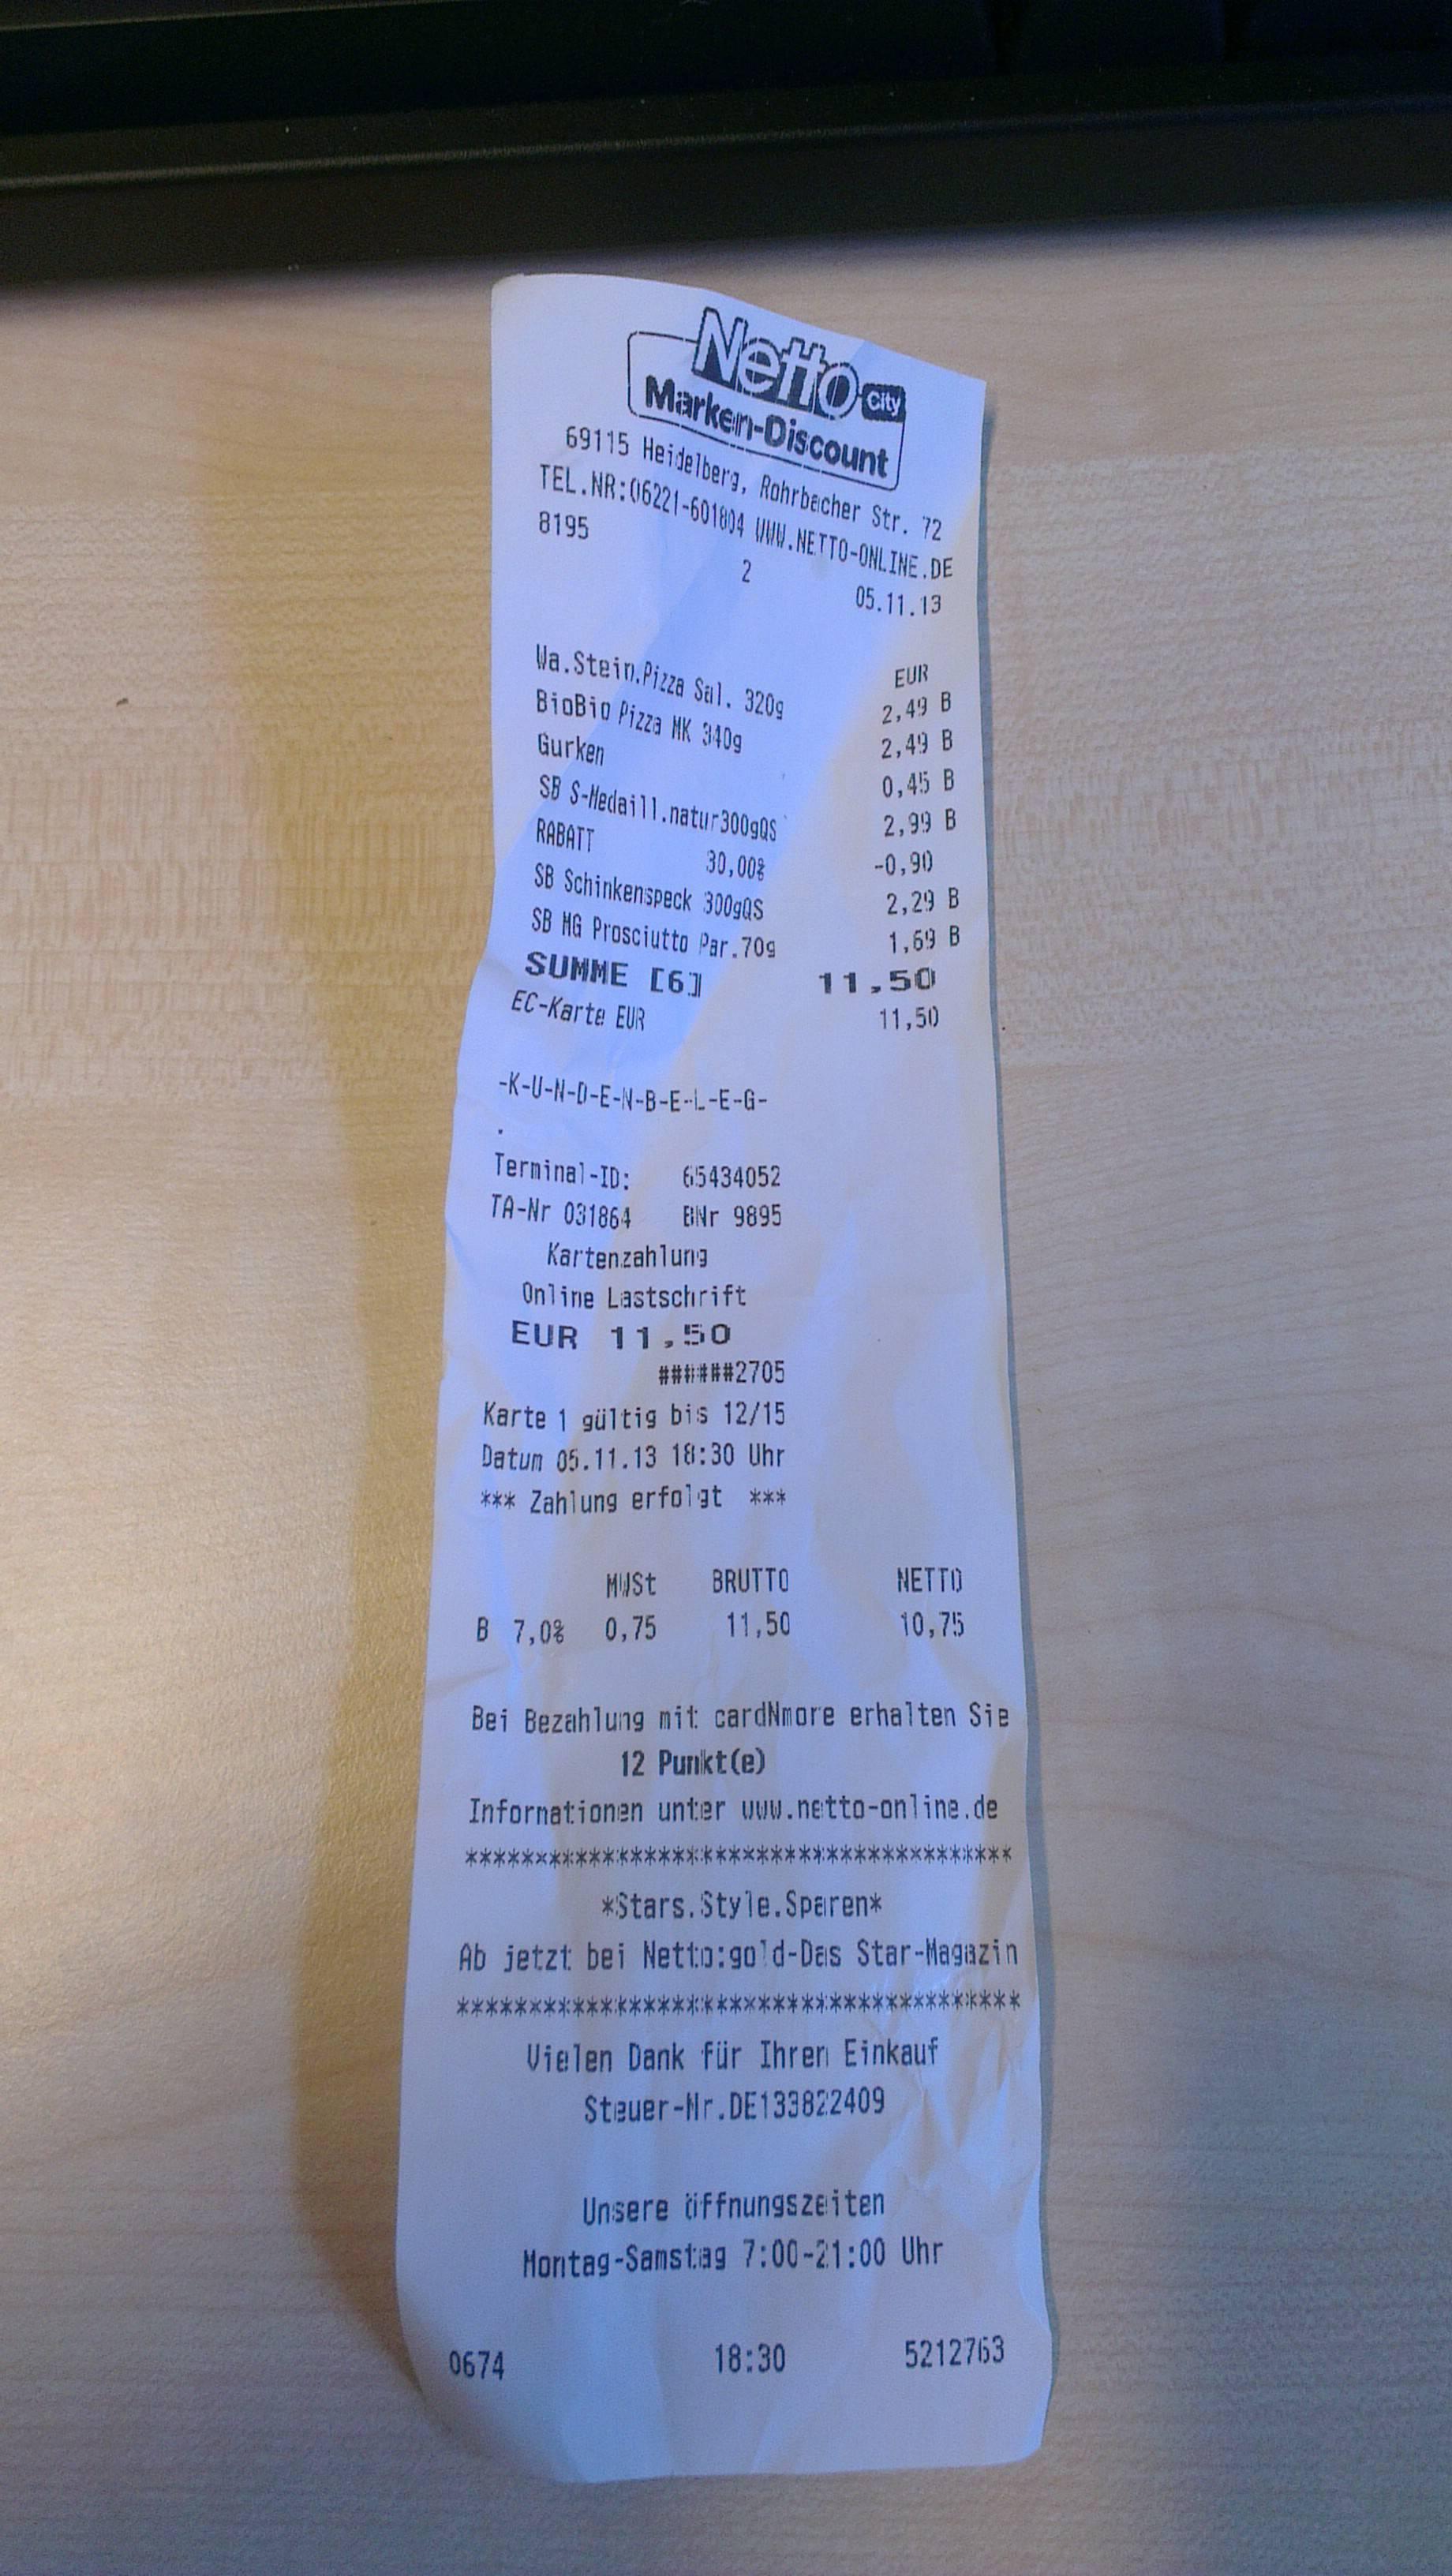 Netto City
Marken-Discount
69115 Heidelberg, Rohrbacher Str. 72
TEL.NR:06221-601804 WWW.NETTO-ONLINE.DE
8195 2 05.11.13
EUR
Wa.Stein.Pizza Sal. 320g 2,49 B
BioBio Pizza MK 340g 2,49 B
Gurken 0,45 B
SB S-Medaill.natur300gQS 2,99 B
RABATT 30,00% -0,90
SB Schinkenspeck 300gQS 2,29 B
SB MG Prosciutto Par.70g 1,69 B
SUMME [6] 11,50
EC-Karte EUR 11,50
-K-U-N-D-E-N-B-E-L-E-G-
.
Terminal-ID: 65434052
TA-Nr 031864 BNr 9895
Kartenzahlung
Online Lastschrift
EUR 11,50
######2705
Karte 1 gültig bis 12/15
Datum 05.11.13 18:30 Uhr
*** Zahlung erfolgt ***
MWSt BRUTTO NETTO
B 7,0% 0,75 11,50 10,75
Bei Bezahlung mit cardNmore erhalten Sie
12 Punkt(e)
Informationen unter www.netto-online.de
***************************************
*Stars.Style.Sparen*
Ab jetzt bei Netto:gold-Das Star-Magazin
***************************************
Vielen Dank für Ihren Einkauf
Steuer-Nr.DE133822409
Unsere öffnungszeiten
Montag-Samstag 7:00-21:00 Uhr
0674 18:30 5212763